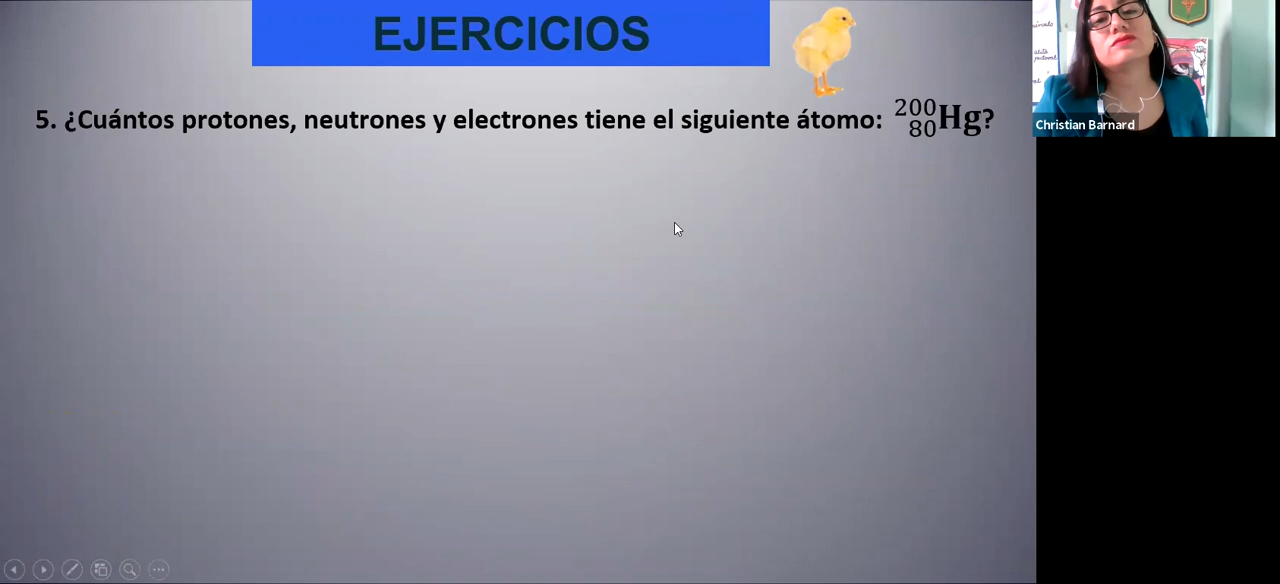 EJERCICIOS
5. ¿Cuántos protones, neutrones y electrones tiene el siguiente átomo: ²⁰⁰₈₀Hg?
Christian Barnard